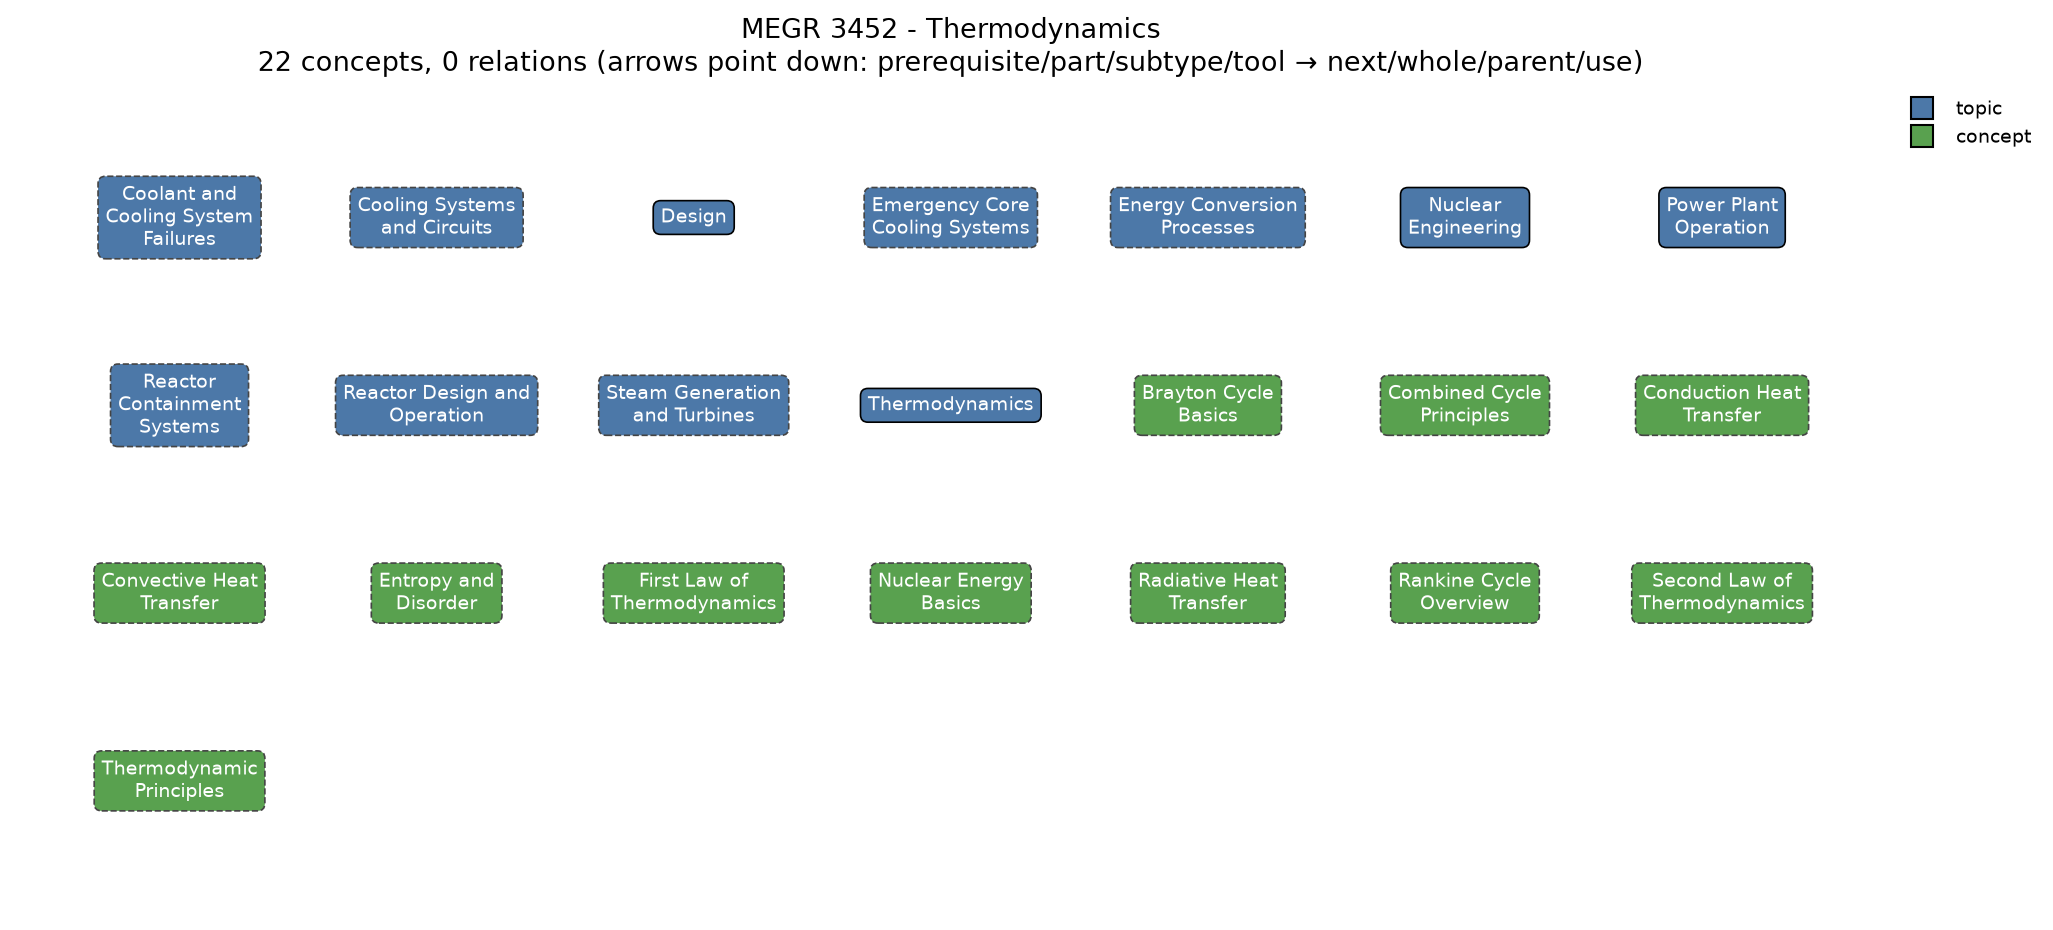 MEGR 3452 - Thermodynamics
22 concepts, 0 relations (arrows point down: prerequisite/part/subtype/tool → next/whole/parent/use)
topic
concept
Coolant and
Cooling System
Failures
Cooling Systems
and Circuits
Design
Emergency Core
Cooling Systems
Energy Conversion
Processes
Nuclear
Engineering
Power Plant
Operation
Reactor
Containment
Systems
Reactor Design and
Operation
Steam Generation
and Turbines
Thermodynamics
Brayton Cycle
Basics
Combined Cycle
Principles
Conduction Heat
Transfer
Convective Heat
Transfer
Entropy and
Disorder
First Law of
Thermodynamics
Nuclear Energy
Basics
Radiative Heat
Transfer
Rankine Cycle
Overview
Second Law of
Thermodynamics
Thermodynamic
Principles